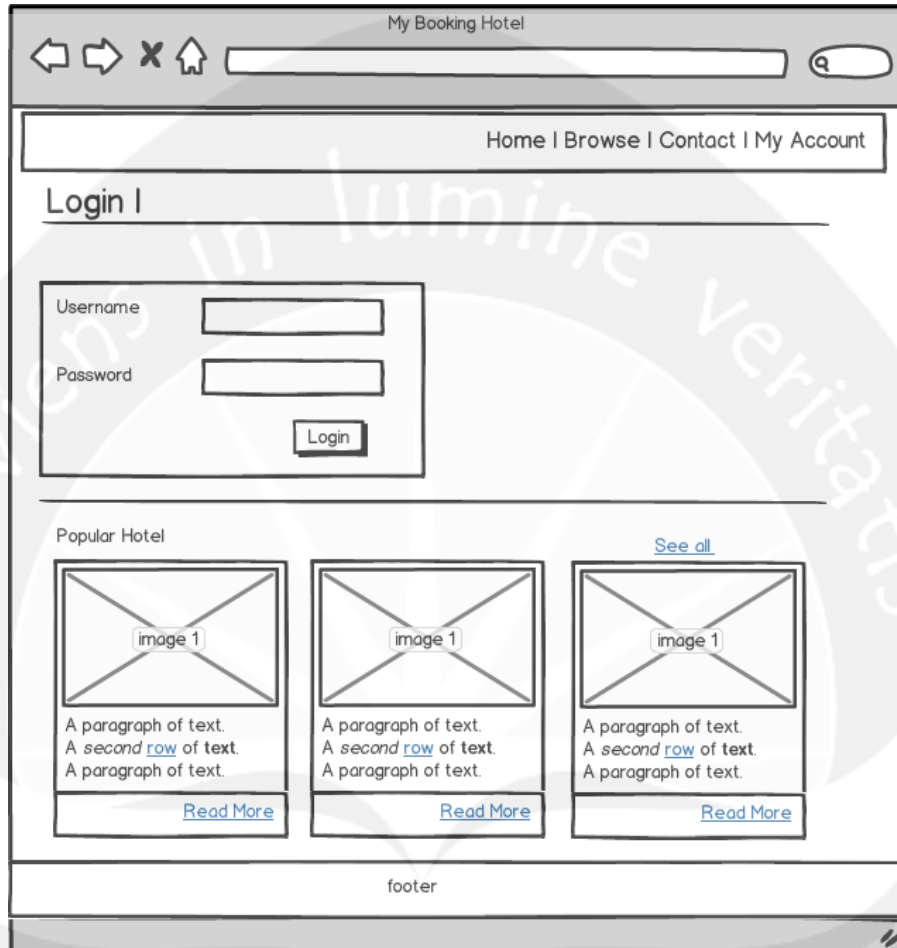 My Booking Hotel
Home | Browse | Contact | My Account
Login |
Username
Password
Login
Popular Hotel
See all
image 1
image 1
image 1
A paragraph of text.
A second row of text.
A paragraph of text.
Read More
A paragraph of text.
A second row of text.
A paragraph of text.
Read More
A paragraph of text.
A second row of text.
A paragraph of text.
Read More
footer
in lumine veritatis